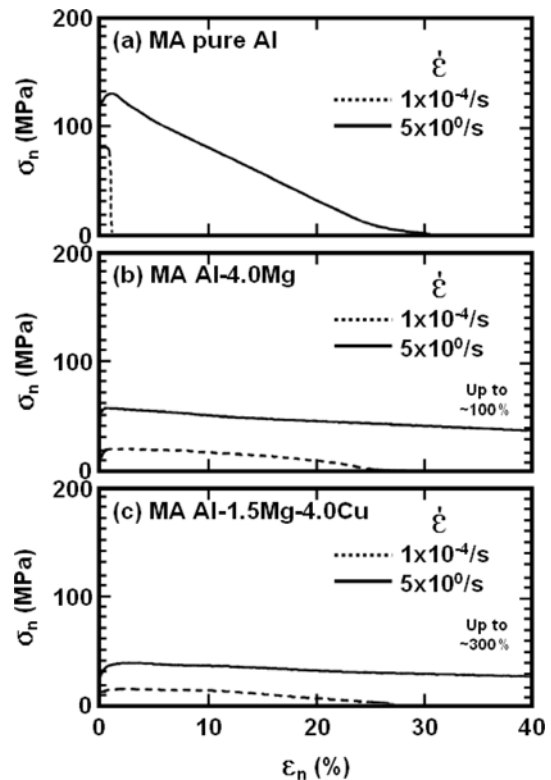 200
(a) MA pure Al
ε̇
1x10⁻⁴/s
5x10⁰/s
100
σn (MPa)
0
200
(b) MA Al-4.0Mg
ε̇
1x10⁻⁴/s
5x10⁰/s
100
σn (MPa)
Up to
~100%
0
200
(c) MA Al-1.5Mg-4.0Cu
ε̇
1x10⁻⁴/s
5x10⁰/s
100
σn (MPa)
Up to
~300%
0
0 10 20 30 40
εn (%)